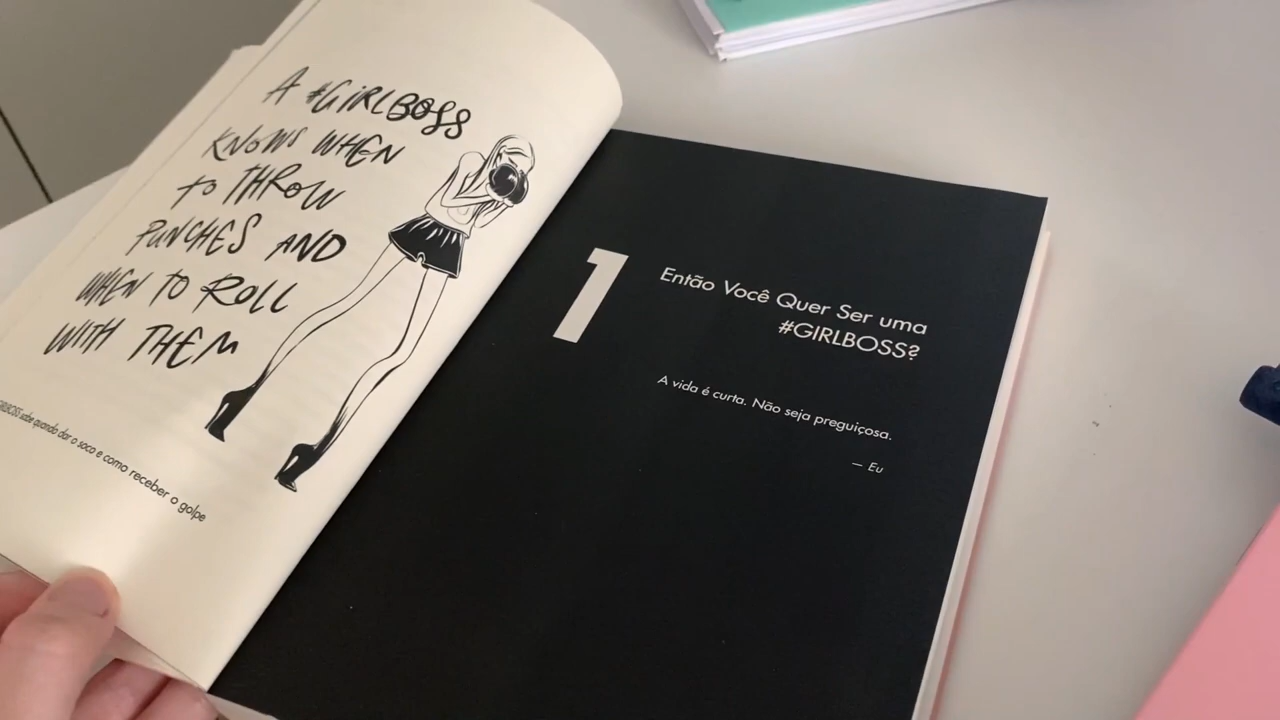 A #GIRLBOSS
KNOWS WHEN
TO THROW
PUNCHES AND
WHEN TO ROLL
WITH THEM
sabe quando dar o soco e como receber o golpe
1
Então Você Quer Ser uma
#GIRLBOSS?
A vida é curta. Não seja preguiçosa.
— Eu